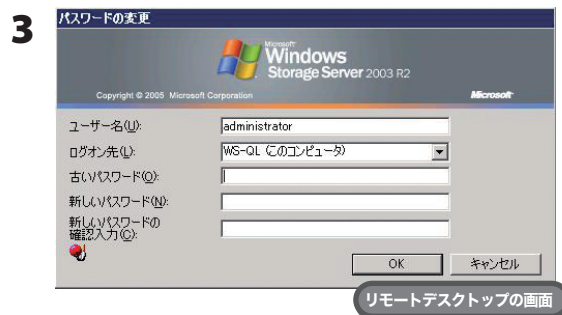 3
パスワードの変更
Microsoft
Windows
Storage Server 2003 R2
Copyright © 2005 Microsoft Corporation
Microsoft
ユーザー名(U):
administrator
ログオン先(L):
WS-QL (このコンピュータ)
古いパスワード(O):
新しいパスワード(N):
新しいパスワードの
確認入力(C):
OK
キャンセル
リモートデスクトップの画面